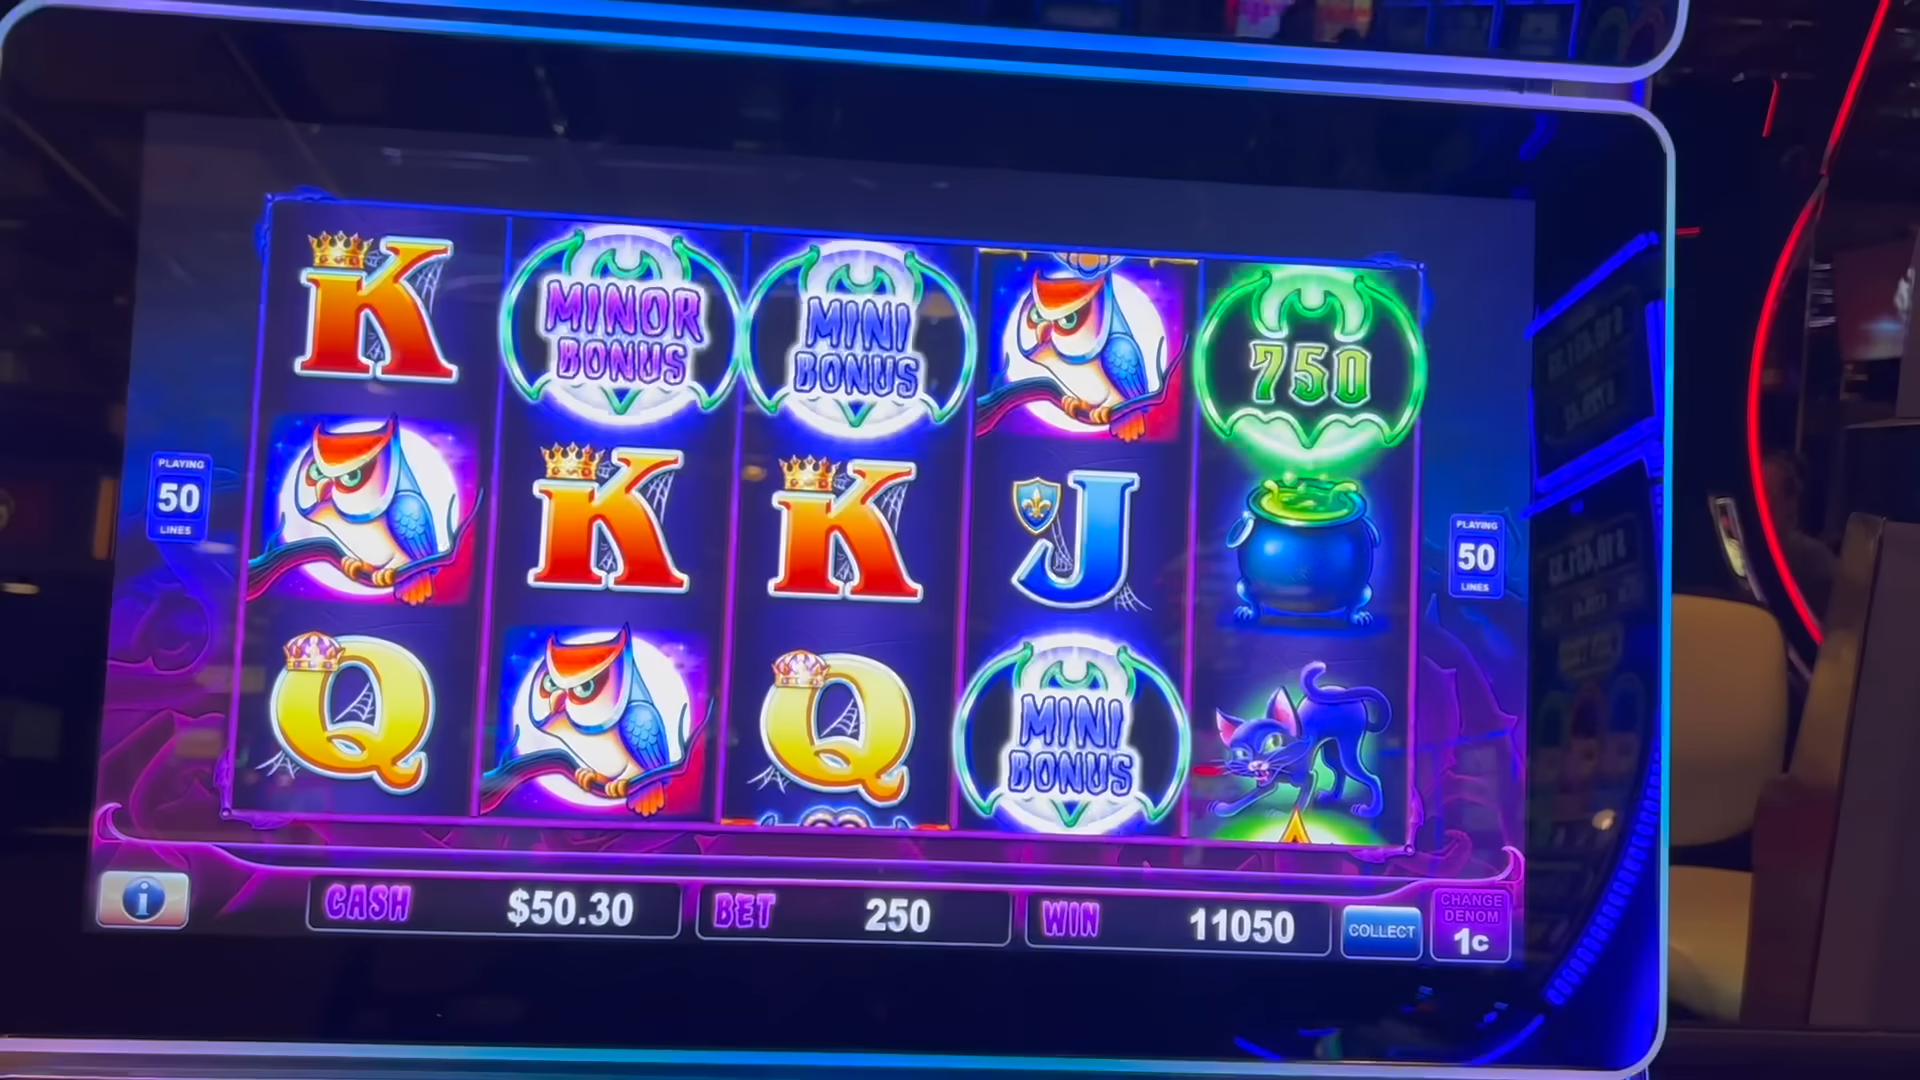 K
MINOR
BONUS
MINI
BONUS
750
PLAYING
50
LINES
K
K
J
PLAYING
50
LINES
Q
Q
MINI
BONUS
i
CASH
$50.30
BET
250
WIN
11050
COLLECT
CHANGE
DENOM
1¢